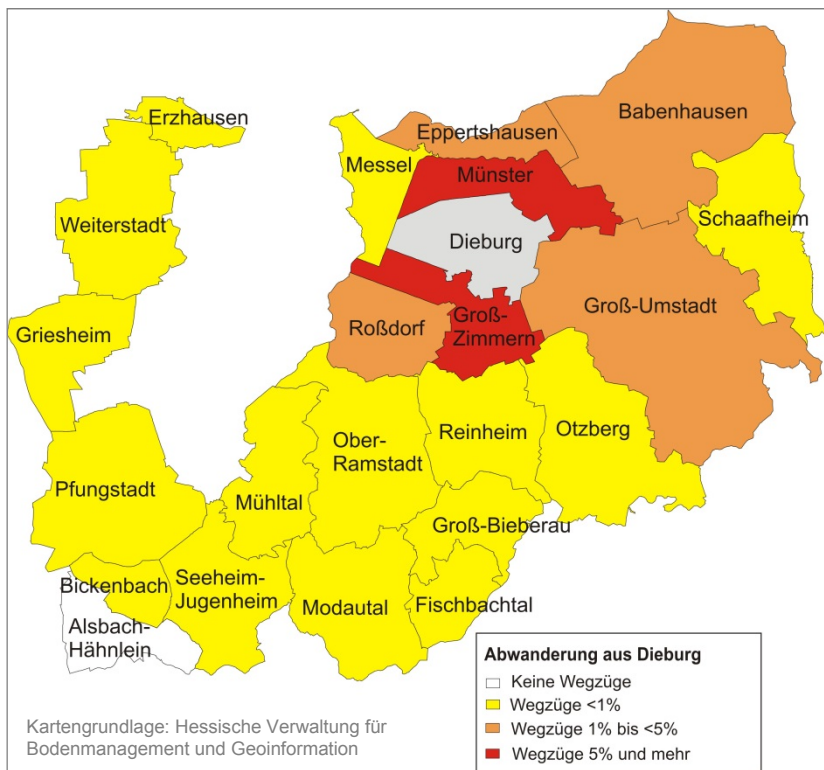 Erzhausen
Eppertshausen
Babenhausen
Messel
Münster
Weiterstadt
Schaafheim
Dieburg
Griesheim
Roßdorf
Groß-
Zimmern
Groß-Umstadt
Ober-
Ramstadt
Reinheim
Otzberg
Pfungstadt
Mühltal
Groß-Bieberau
Bickenbach
Seeheim-
Jugenheim
Modautal
Fischbachtal
Alsbach-
Hähnlein
Abwanderung aus Dieburg
Keine Wegzüge
Wegzüge <1%
Wegzüge 1% bis <5%
Wegzüge 5% und mehr
Kartengrundlage: Hessische Verwaltung für
Bodenmanagement und Geoinformation